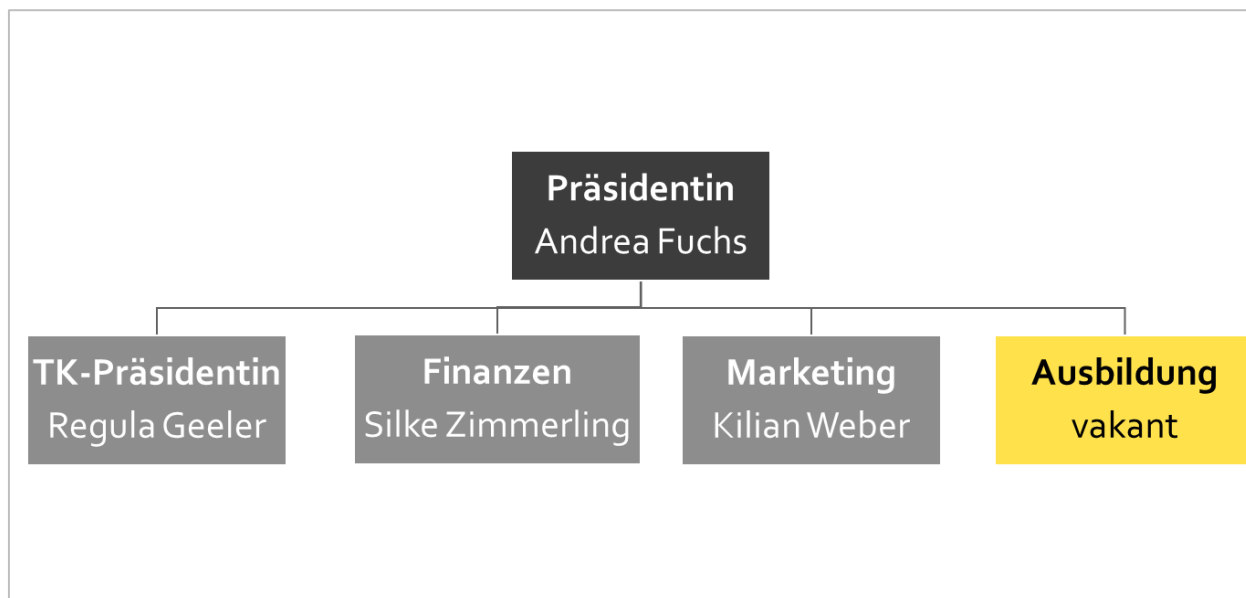 Präsidentin
Andrea Fuchs
TK-Präsidentin
Regula Geeler
Finanzen
Silke Zimmerling
Marketing
Kilian Weber
Ausbildung
vakant